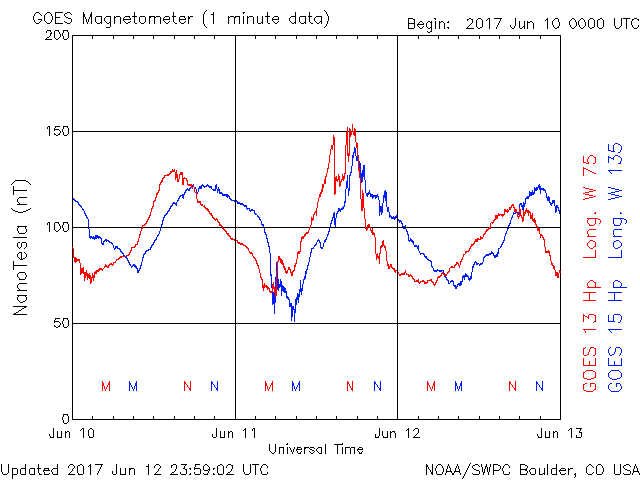 GOES Magnetometer (1 minute data)
Begin: 2017 Jun 10 0000 UTC
200
150
100
50
0
NanoTesla (nT)
M M N N M M N N M M N N
Jun 10 Jun 11 Jun 12 Jun 13
Universal Time
GOES 13 Hp Long. W 75
GOES 15 Hp Long. W 135
Updated 2017 Jun 12 23:59:02 UTC
NOAA/SWPC Boulder, CO USA